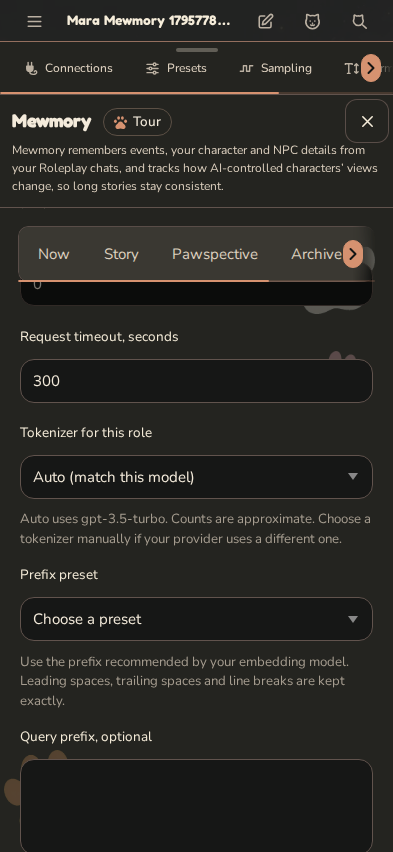 Mara Mewmory 1795778...
Connections
Presets
Sampling
Mewmory
Tour
Mewmory remembers events, your character and NPC details from
your Roleplay chats, and tracks how AI-controlled characters' views
change, so long stories stay consistent.
Now
Story
Pawspective
Archive
0
Request timeout, seconds
300
Tokenizer for this role
Auto (match this model)
Auto uses gpt-3.5-turbo. Counts are approximate. Choose a
tokenizer manually if your provider uses a different one.
Prefix preset
Choose a preset
Use the prefix recommended by your embedding model.
Leading spaces, trailing spaces and line breaks are kept
exactly.
Query prefix, optional